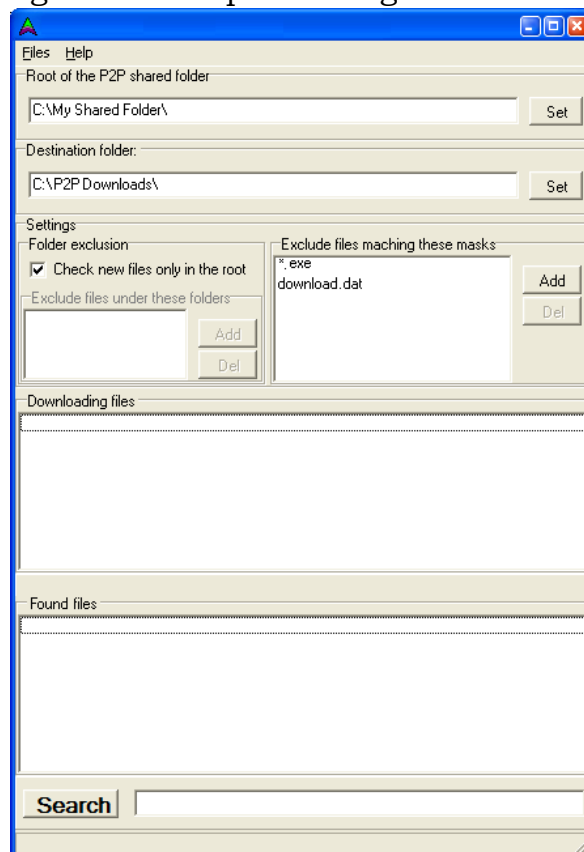 Files Help
Root of the P2P shared folder
C:\My Shared Folder\
Set
Destination folder:
C:\P2P Downloads\
Set
Settings
Folder exclusion
Check new files only in the root
Exclude files under these folders
Add
Del
Exclude files maching these masks
*.exe
download.dat
Add
Del
Downloading files
Found files
Search